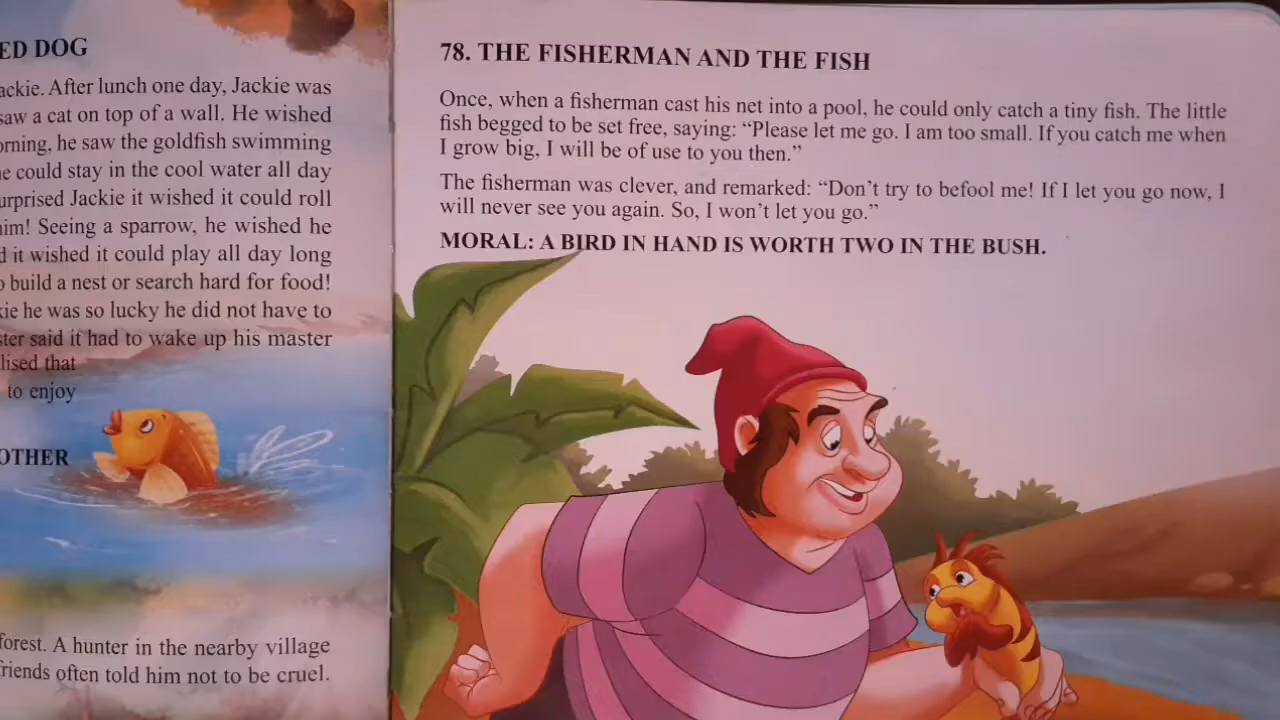 ED DOG
ackie. After lunch one day, Jackie was
saw a cat on top of a wall. He wished
orning, he saw the goldfish swimming
e could stay in the cool water all day
urprised Jackie it wished it could roll
him! Seeing a sparrow, he wished he
d it wished it could play all day long
o build a nest or search hard for food!
kie he was so lucky he did not have to
ster said it had to wake up his master
lised that
to enjoy
OTHER
forest. A hunter in the nearby village
friends often told him not to be cruel.
78. THE FISHERMAN AND THE FISH
Once, when a fisherman cast his net into a pool, he could only catch a tiny fish. The little
fish begged to be set free, saying: “Please let me go. I am too small. If you catch me when
I grow big, I will be of use to you then.”
The fisherman was clever, and remarked: “Don’t try to befool me! If I let you go now, I
will never see you again. So, I won’t let you go.”
MORAL: A BIRD IN HAND IS WORTH TWO IN THE BUSH.